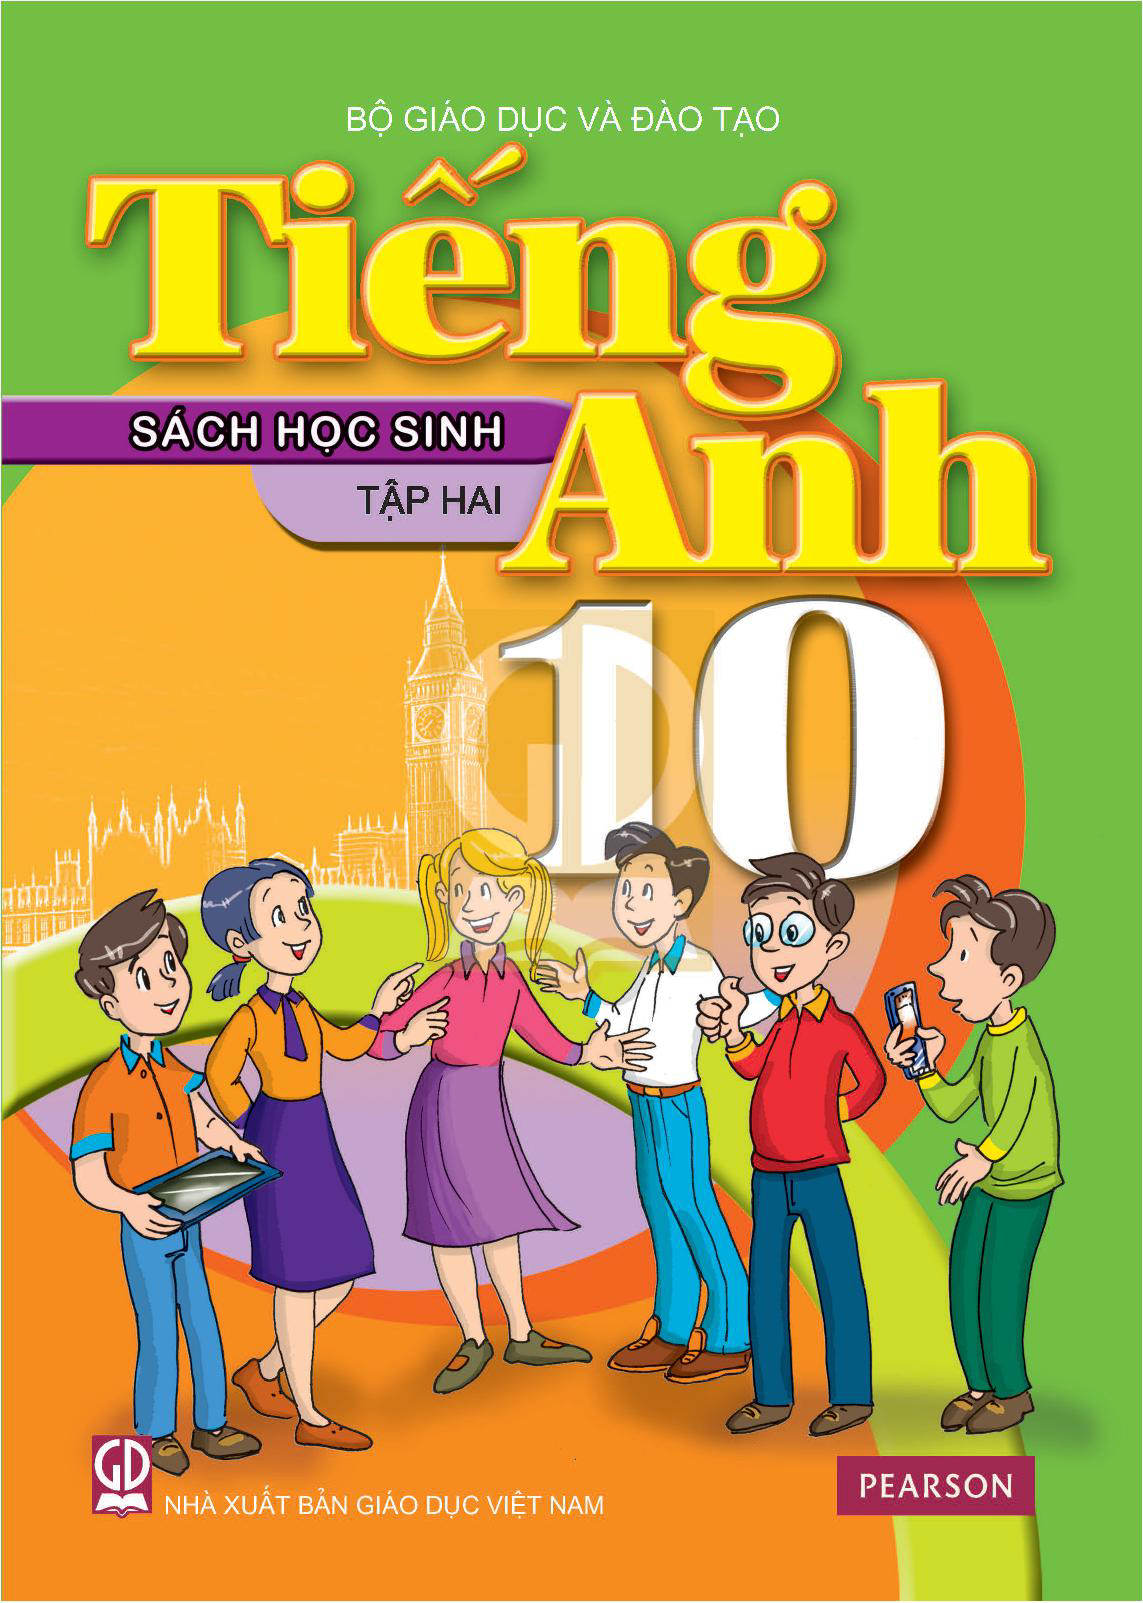 BỘ GIÁO DỤC VÀ ĐÀO TẠO
Tiếng
Anh
SÁCH HỌC SINH
TẬP HAI
10
GD
NHÀ XUẤT BẢN GIÁO DỤC VIỆT NAM
PEARSON